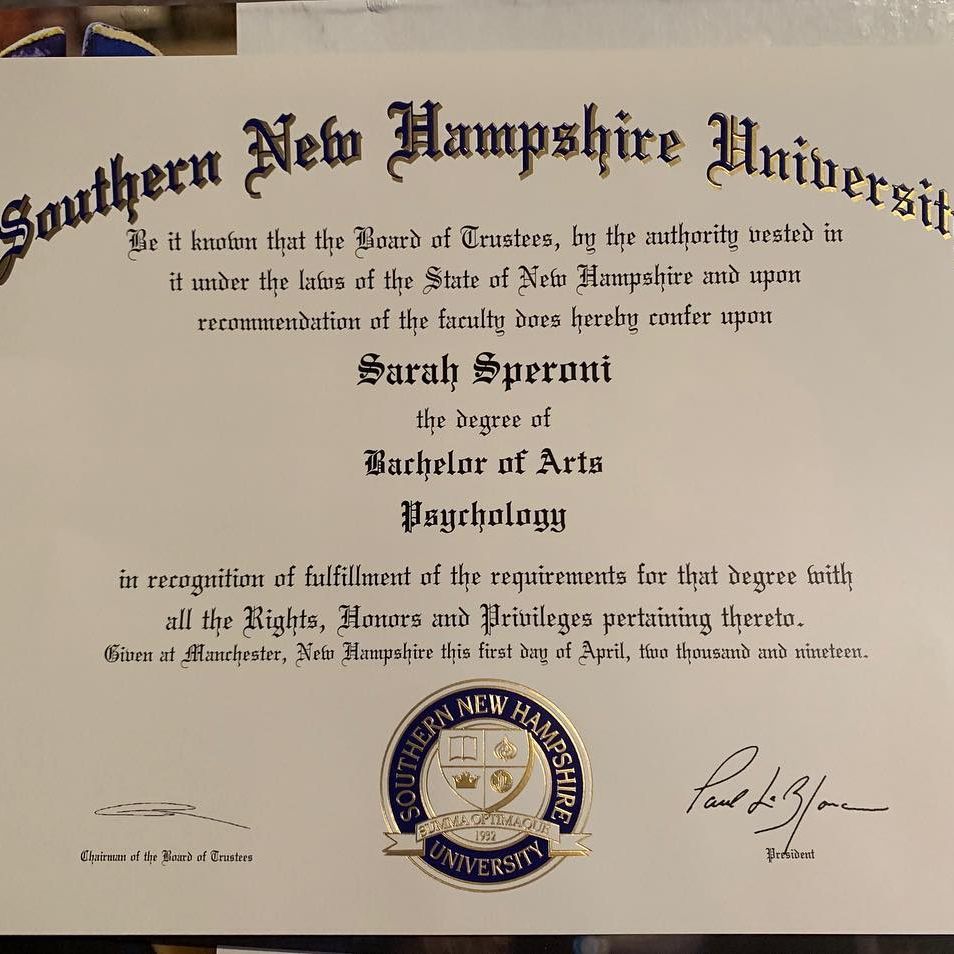 Southern New Hampshire Universit
Be it known that the Board of Trustees, by the authority vested in
it under the laws of the State of New Hampshire and upon
recommendation of the faculty does hereby confer upon
Sarah Speroni
the degree of
Bachelor of Arts
Psychology
in recognition of fulfillment of the requirements for that degree with
all the Rights, Honors and Privileges pertaining thereto.
Given at Manchester, New Hampshire this first day of April, two thousand and nineteen.
SOUTHERN NEW HAMPSHIRE
SUMMA OPTIMAQUE
1932
UNIVERSITY
Chairman of the Board of Trustees
Paul LeBlanc
President